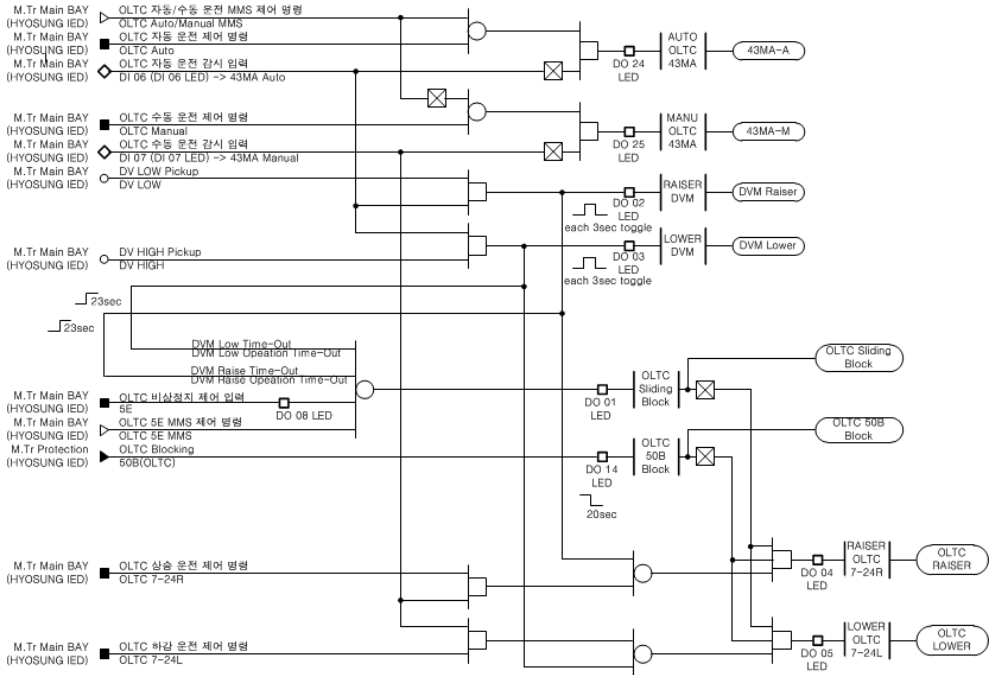 M.Tr Main BAY
(HYOSUNG IED)
OLTC 자동/수동 운전 MMS 제어 명령
OLTC Auto/Manual MMS
M.Tr Main BAY
(HYOSUNG IED)
OLTC 자동 운전 제어 명령
OLTC Auto
M.Tr Main BAY
(HYOSUNG IED)
OLTC 자동 운전 감시 입력
DI 06 (DI 06 LED) -> 43MA Auto
DO 24
LED
AUTO
OLTC
43MA
43MA-A
M.Tr Main BAY
(HYOSUNG IED)
OLTC 수동 운전 제어 명령
OLTC Manual
M.Tr Main BAY
(HYOSUNG IED)
OLTC 수동 운전 감시 입력
DI 07 (DI 07 LED) -> 43MA Manual
DO 25
LED
MANU
OLTC
43MA
43MA-M
M.Tr Main BAY
(HYOSUNG IED)
DV LOW Pickup
DV LOW
DO 02
LED
each 3sec toggle
RAISER
DVM
DVM Raiser
M.Tr Main BAY
(HYOSUNG IED)
DV HIGH Pickup
DV HIGH
DO 03
LED
each 3sec toggle
LOWER
DVM
DVM Lower
23sec
23sec
DVM Low Time-Out
DVM Low Opeation Time-Out
DVM Raise Time-Out
DVM Raise Opeation Time-Out
M.Tr Main BAY
(HYOSUNG IED)
OLTC 비상정지 제어 입력
5E
DO 08 LED
M.Tr Main BAY
(HYOSUNG IED)
OLTC 5E MMS 제어 명령
OLTC 5E MMS
DO 01
LED
OLTC
Sliding
Block
OLTC Sliding
Block
M.Tr Protection
(HYOSUNG IED)
OLTC Blocking
50B(OLTC)
DO 14
LED
20sec
OLTC
50B
Block
OLTC 50B
Block
M.Tr Main BAY
(HYOSUNG IED)
OLTC 상승 운전 제어 명령
OLTC 7-24R
DO 04
LED
RAISER
OLTC
7-24R
OLTC
RAISER
M.Tr Main BAY
(HYOSUNG IED)
OLTC 하강 운전 제어 명령
OLTC 7-24L
DO 05
LED
LOWER
OLTC
7-24L
OLTC
LOWER